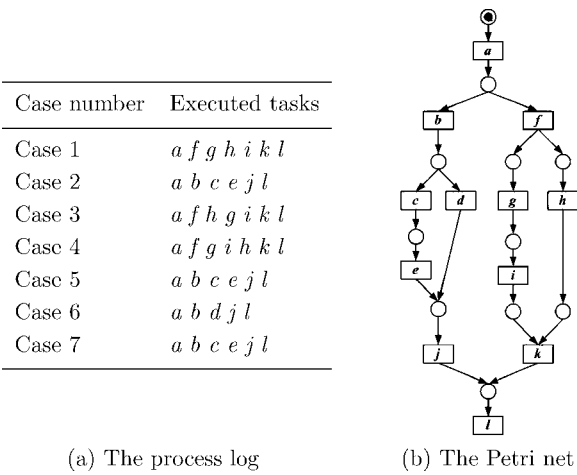 Case number Executed tasks
Case 1 a f g h i k l
Case 2 a b c e j l
Case 3 a f h g i k l
Casc 4 a f g i h k l
Case 5 a b c e j l
Case 6 a b d j l
Case 7 a b c e j l
(a) The process log
a
b f
c d g h
e i
j k
l
(b) The Petri net